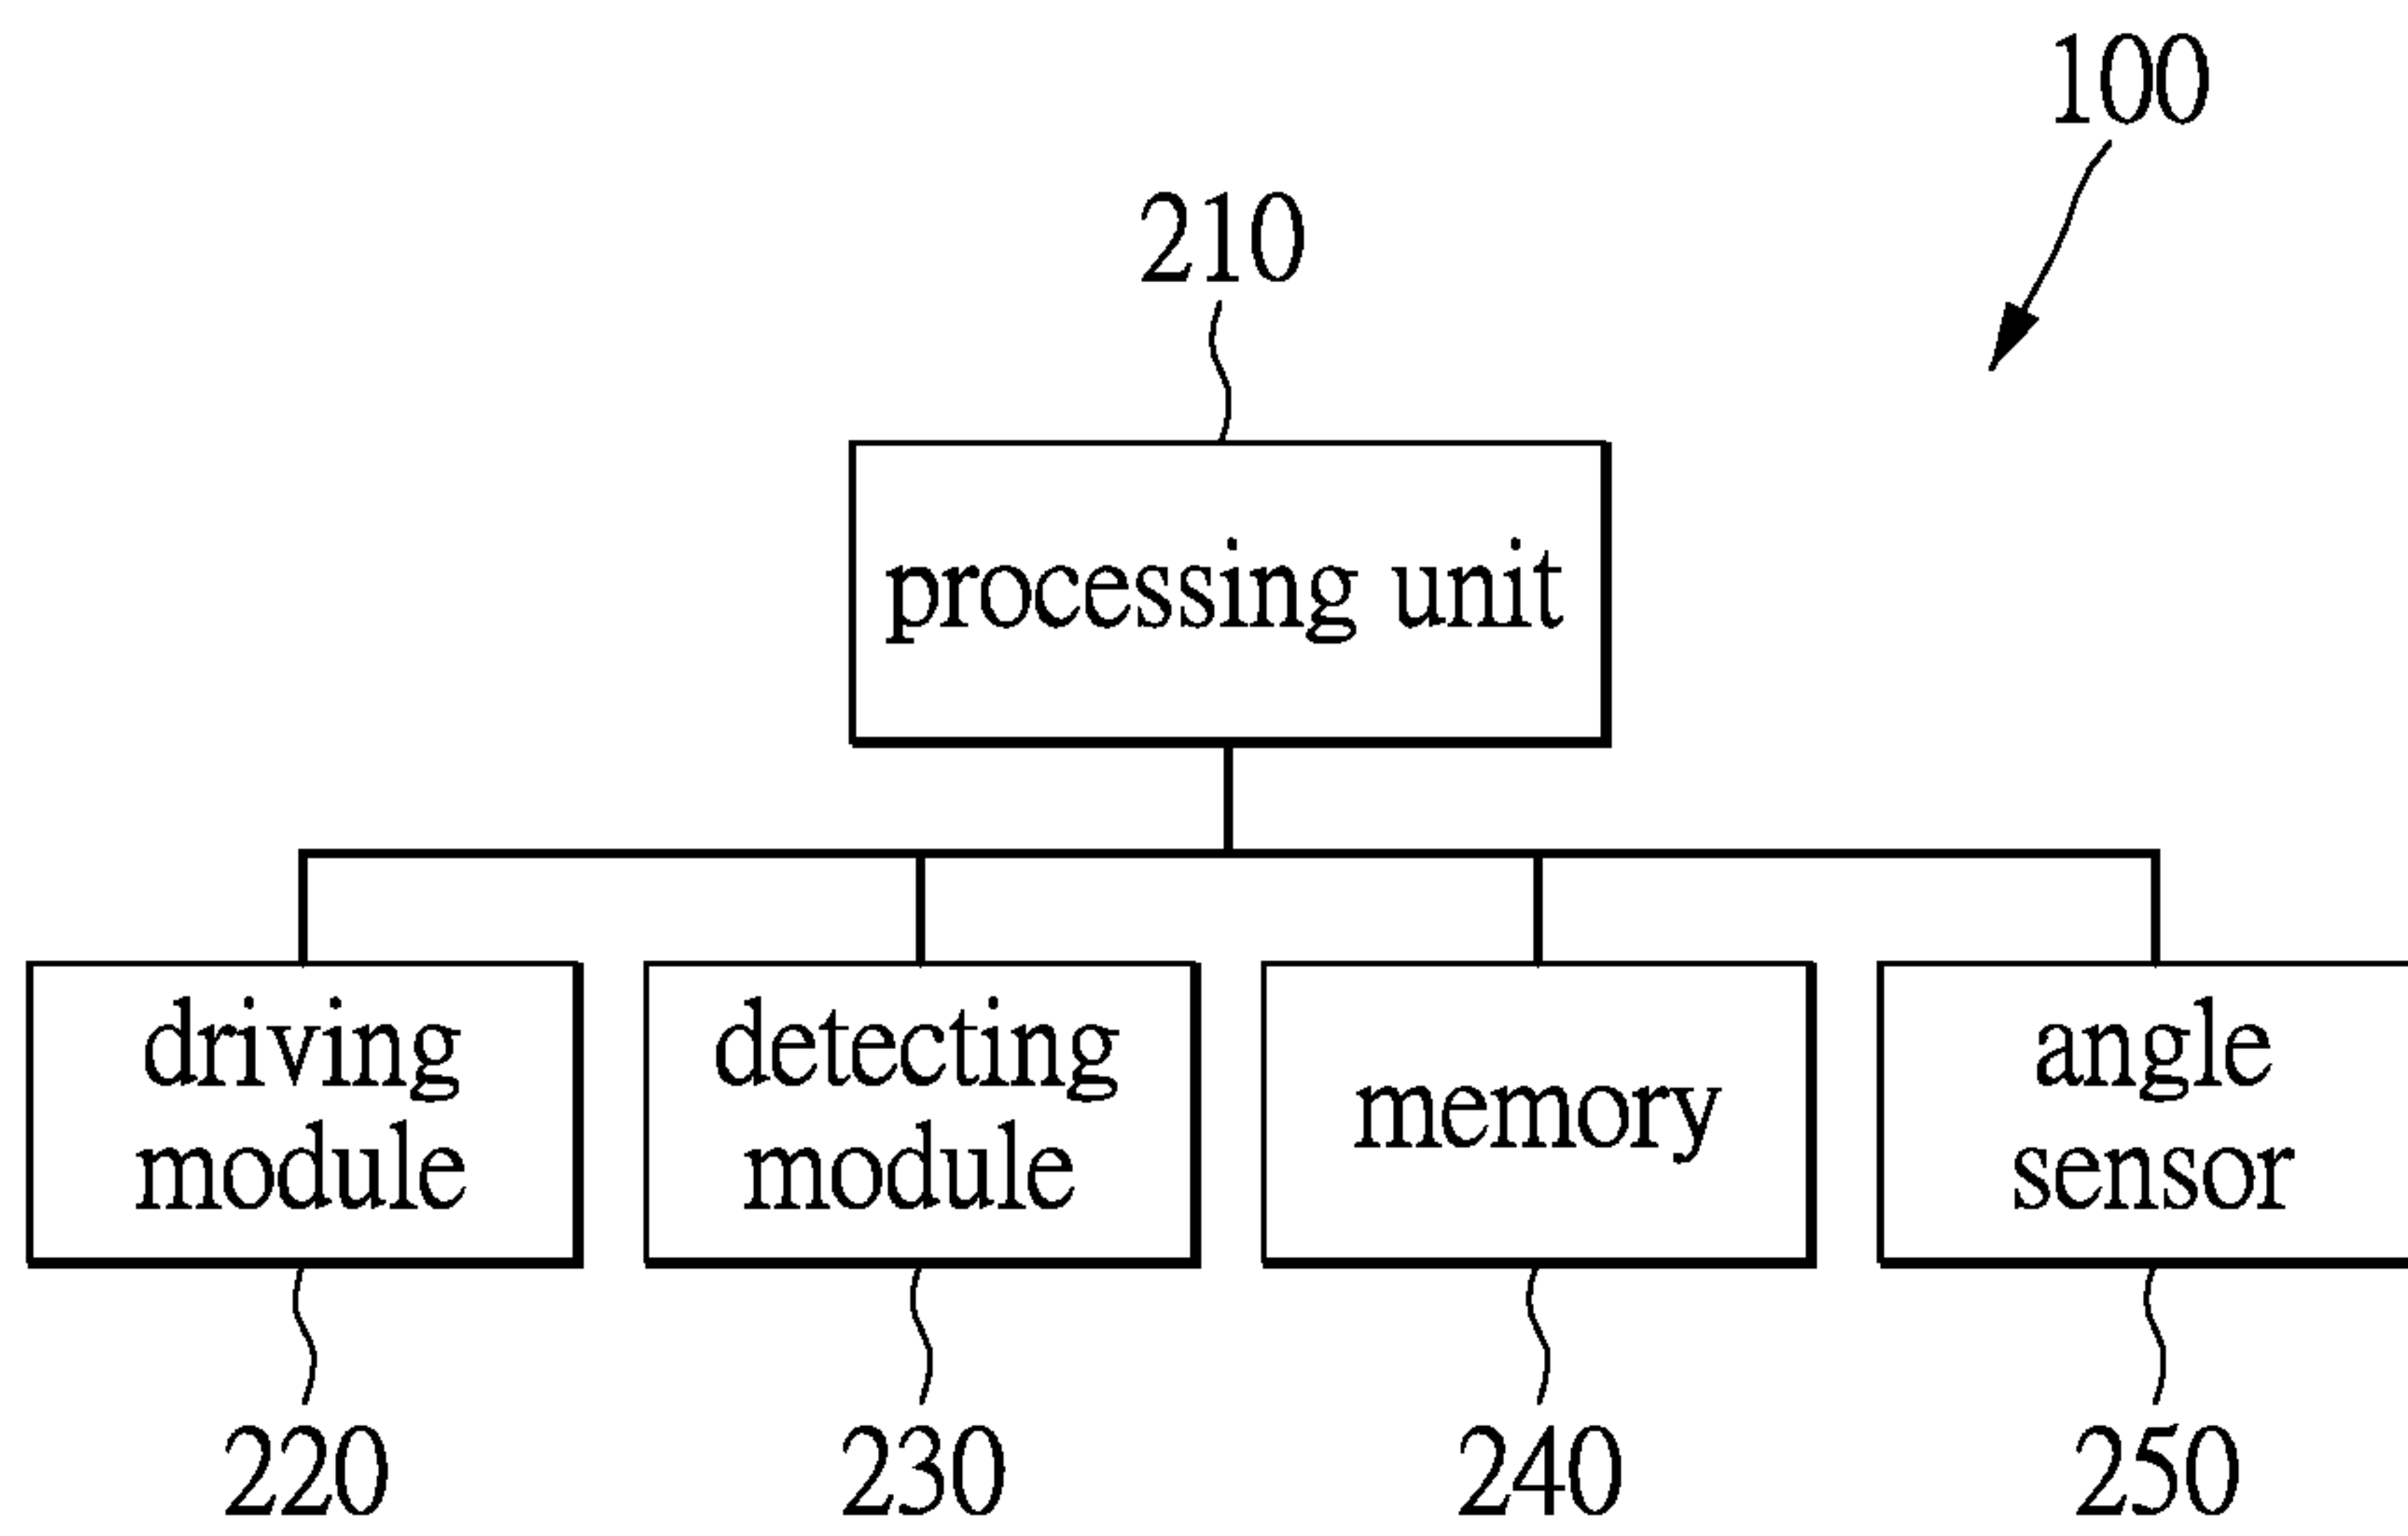 100
210
processing unit
driving
module
detecting
module
memory
angle
sensor
220
230
240
250